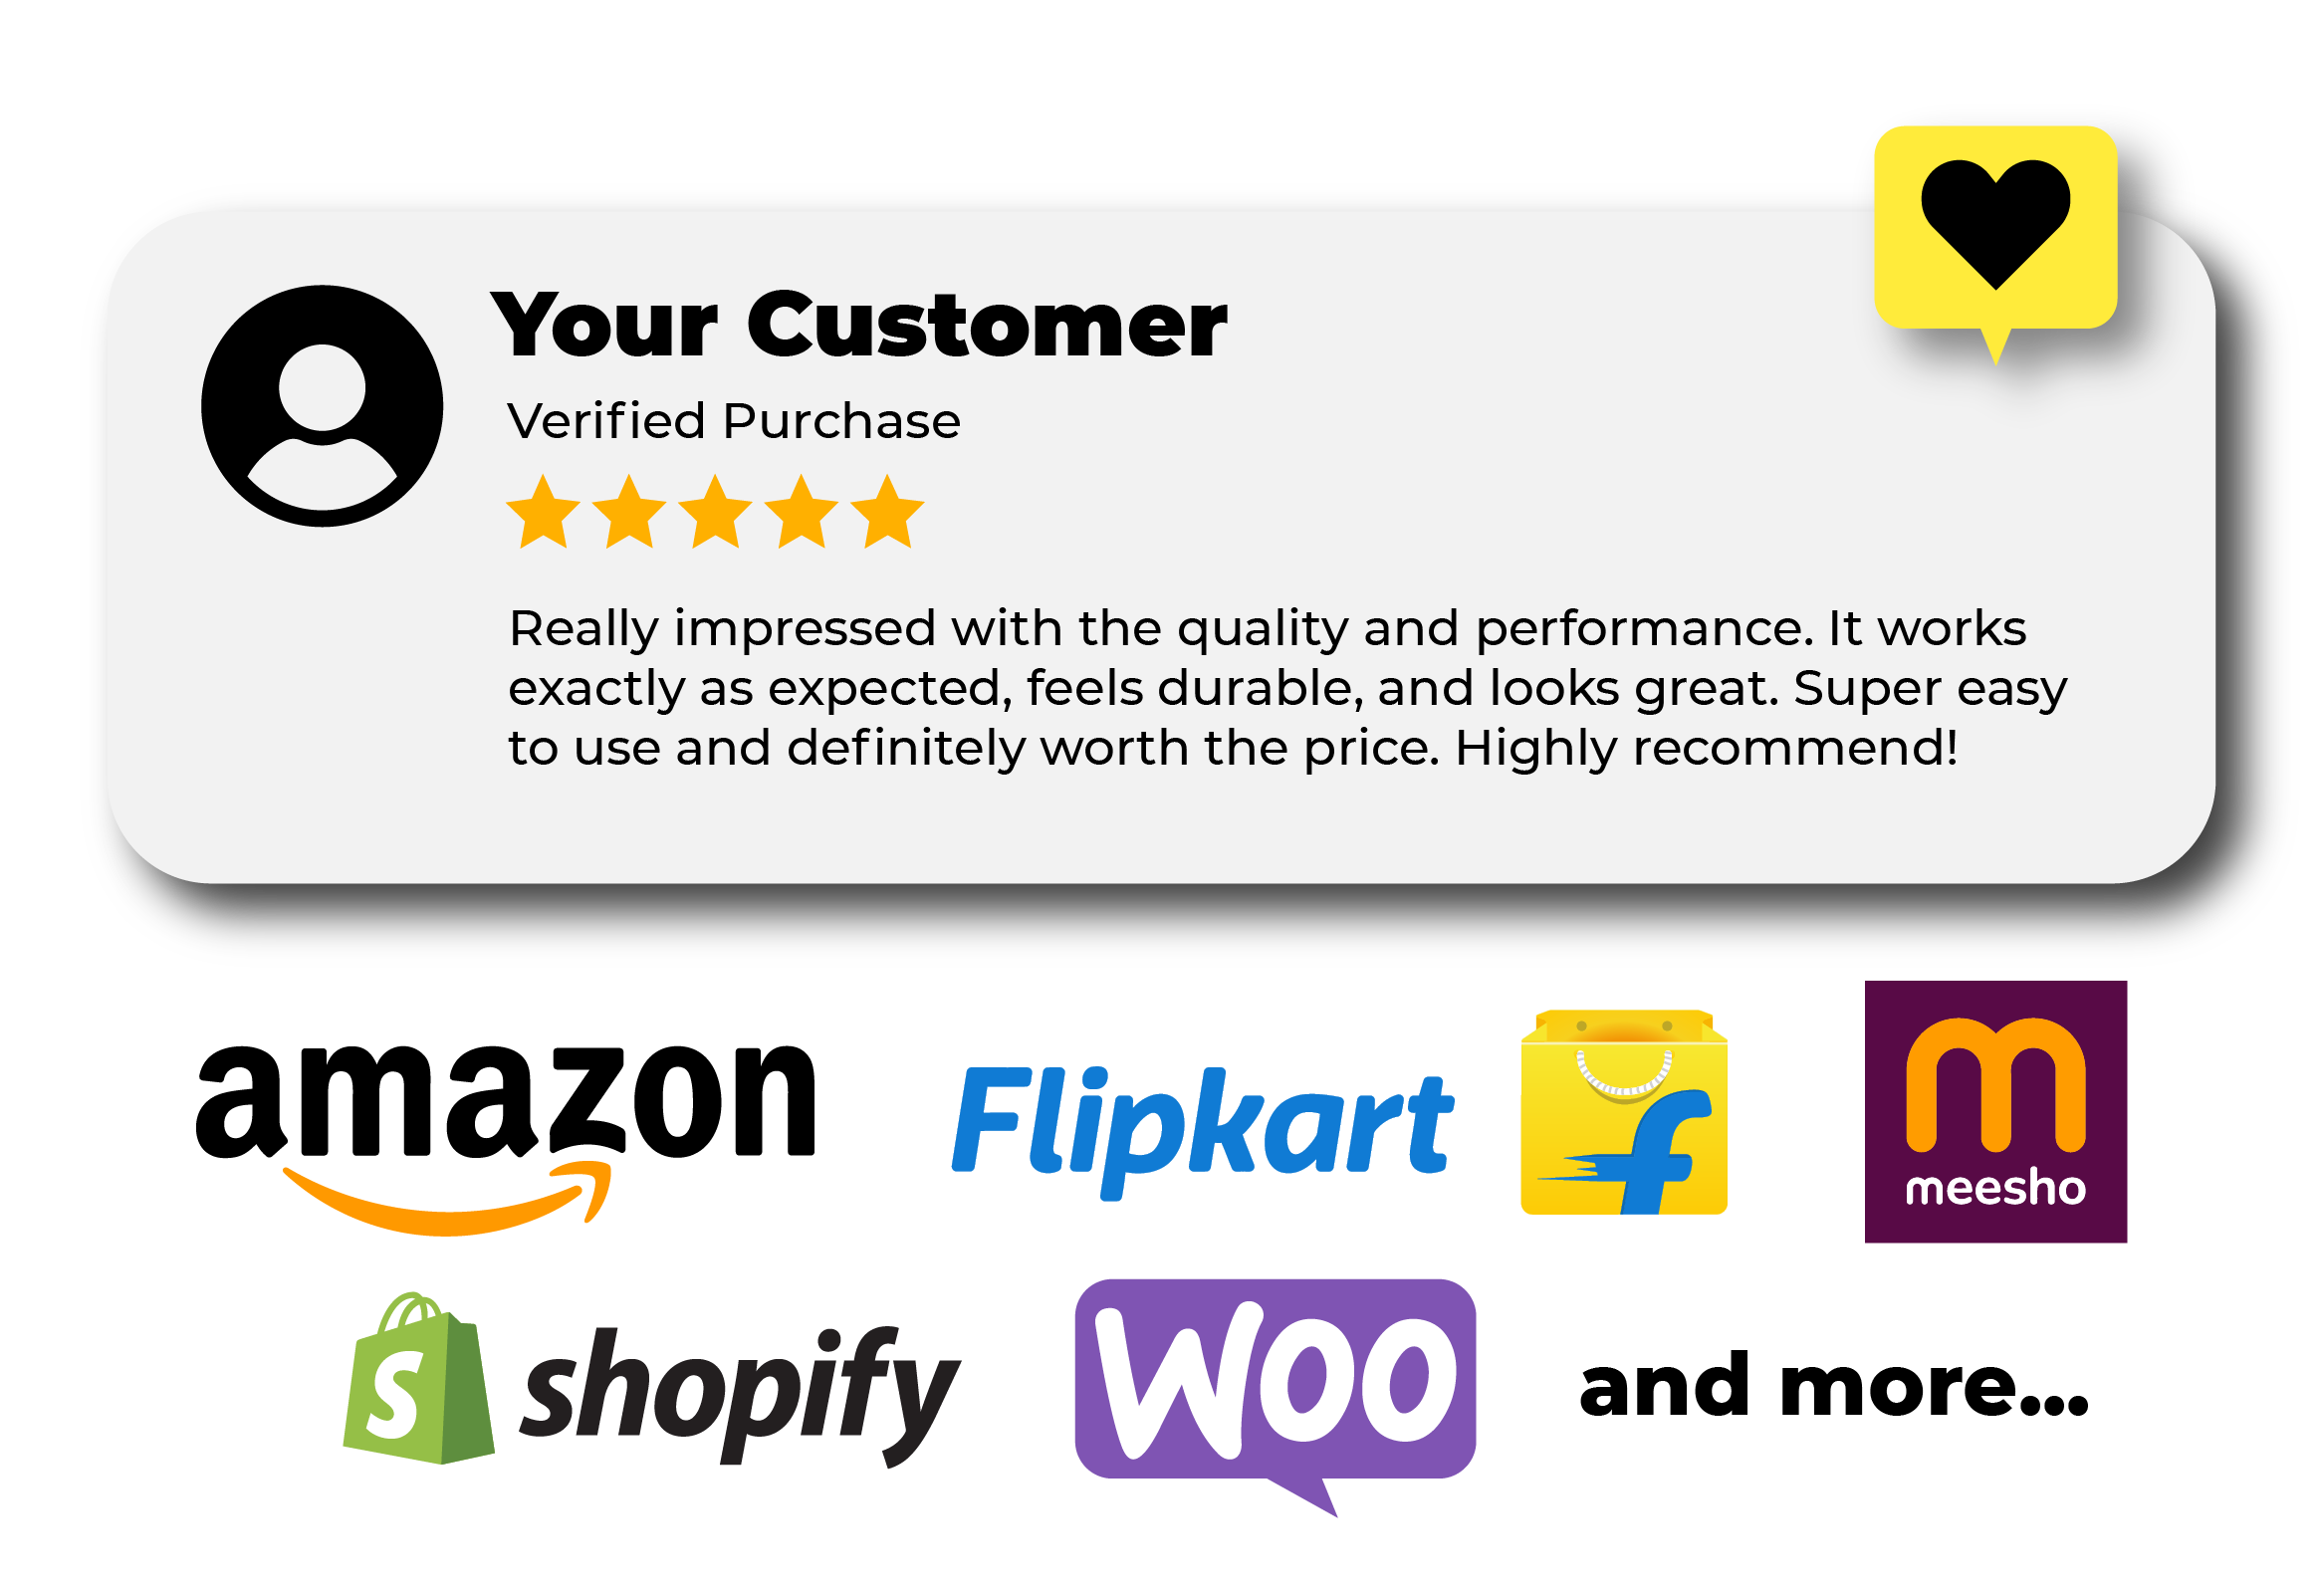 Your Customer
Verified Purchase
Really impressed with the quality and performance. It works
exactly as expected, feels durable, and looks great. Super easy
to use and definitely worth the price. Highly recommend!
amazon
Flipkart
f
m
meesho
S
shopify
Woo
and more...